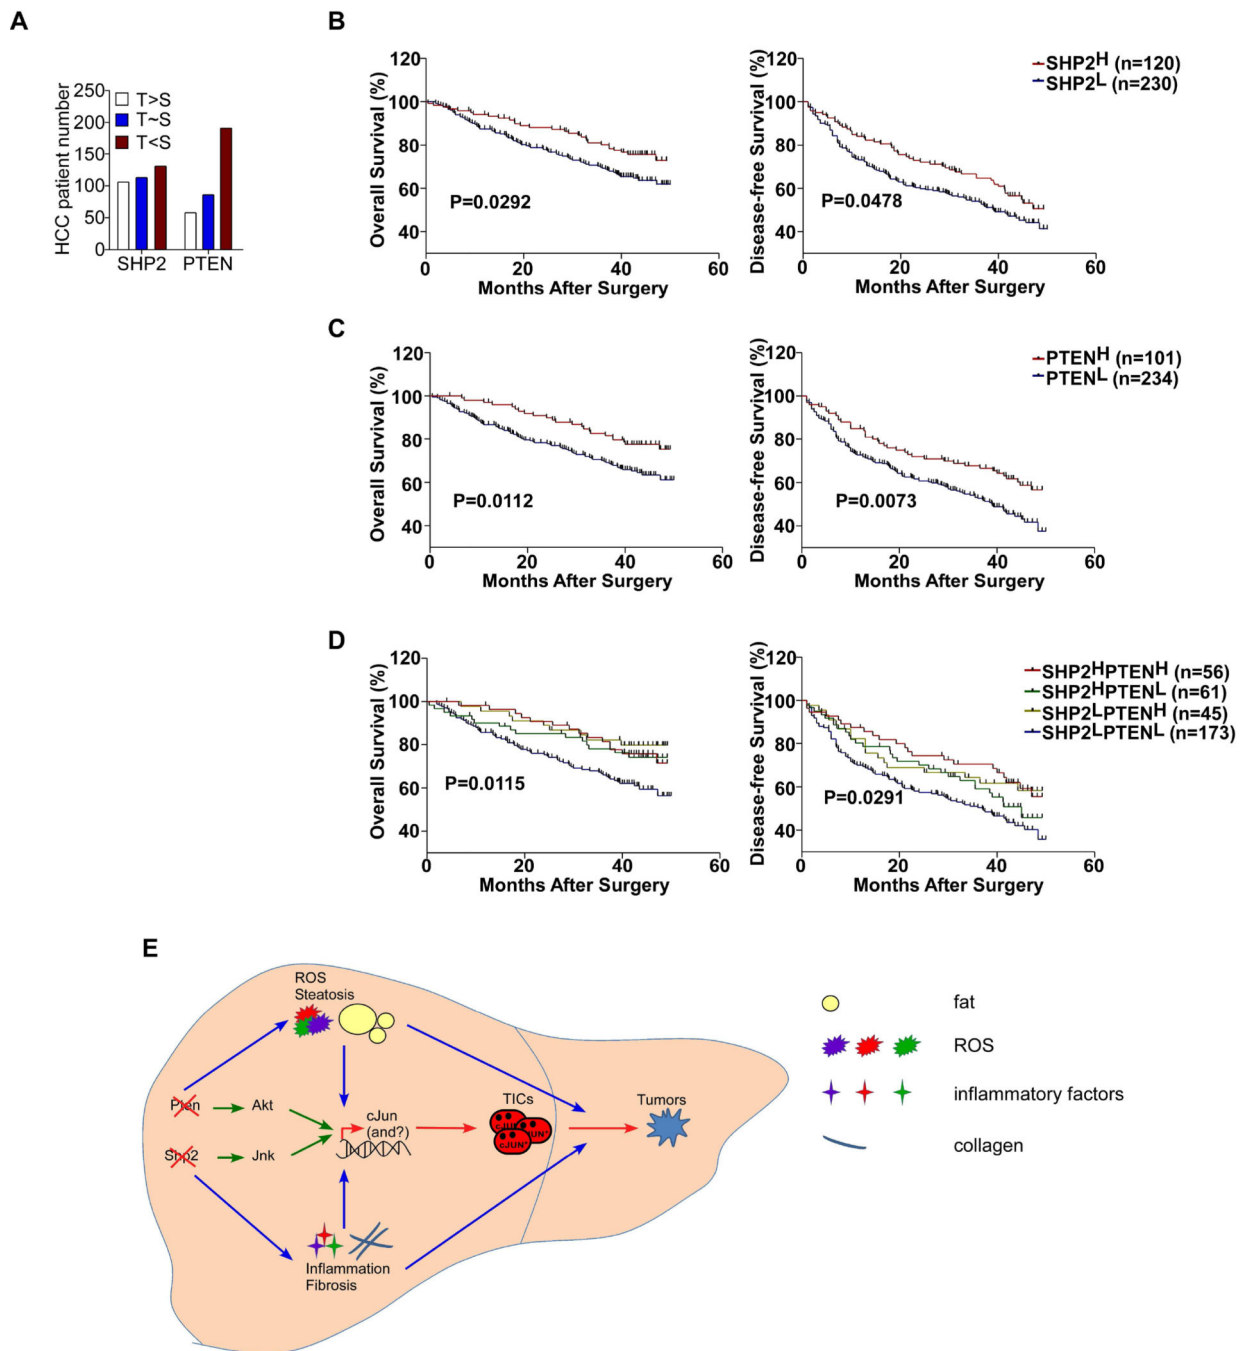 A
HCC patient number
250
200
150
100
50
0
T>S
T~S
T<S
SHP2 PTEN
B
Overall Survival (%)
120
100
80
60
40
0 20 40 60
Months After Surgery
P=0.0292
Disease-free Survival (%)
120
100
80
60
40
0 20 40 60
Months After Surgery
P=0.0478
SHP2H (n=120)
SHP2L (n=230)
C
Overall Survival (%)
120
100
80
60
40
0 20 40 60
Months After Surgery
P=0.0112
Disease-free Survival (%)
120
100
80
60
40
0 20 40 60
Months After Surgery
P=0.0073
PTENH (n=101)
PTENL (n=234)
D
Overall Survival (%)
120
100
80
60
40
0 20 40 60
Months After Surgery
P=0.0115
Disease-free Survival (%)
120
100
80
60
40
0 20 40 60
Months After Surgery
P=0.0291
SHP2HPTENH (n=56)
SHP2HPTENL (n=61)
SHP2LPTENH (n=45)
SHP2LPTENL (n=173)
E
ROS
Steatosis
Pten
Akt
Shp2
Jnk
cJun
(and?)
TICs
cJUN+
Tumors
Inflammation
Fibrosis
fat
ROS
inflammatory factors
collagen